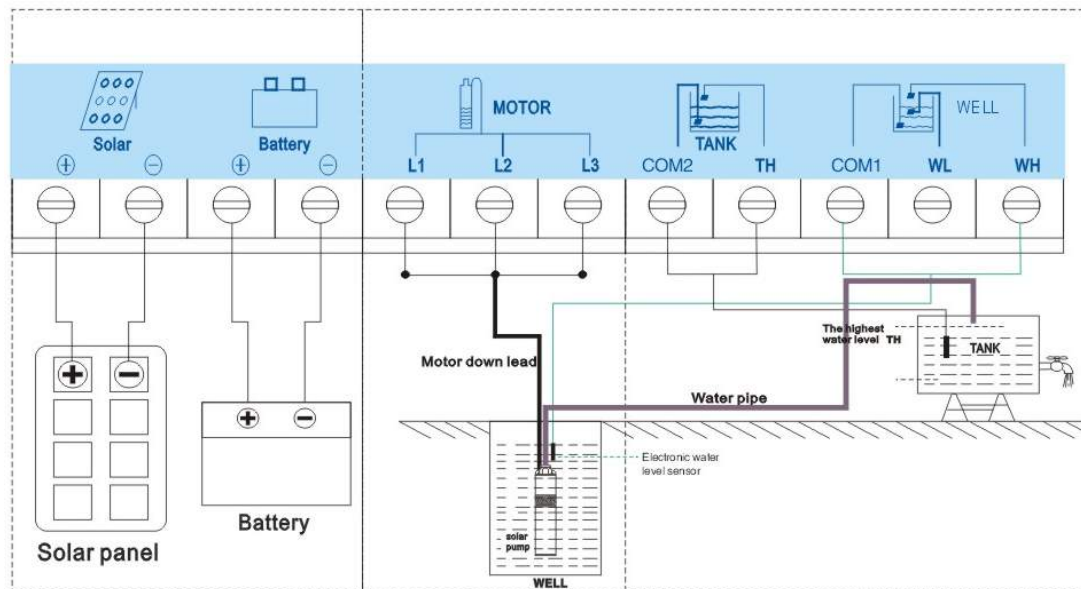 Solar
Battery
MOTOR
TANK
WELL
+ − + −
L1 L2 L3 COM2 TH COM1 WL WH
+ −
Solar panel
+ −
Battery
Motor down lead
Water pipe
The highest
water level TH
TANK
Electronic water
level sensor
solar
pump
WELL